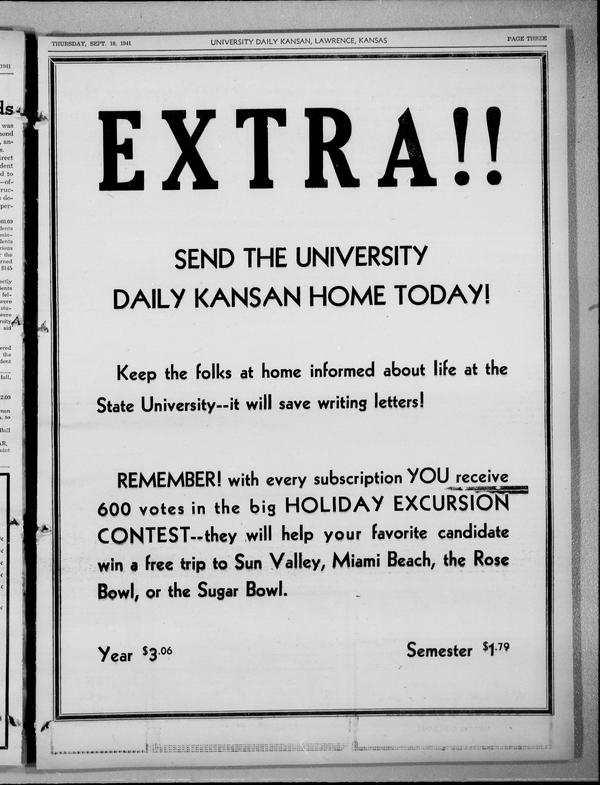 THURSDAY, SEPT. 18, 1941
UNIVERSITY DAILY KANSAN, LAWRENCE, KANSAS
PAGE THREE
EXTRA!!
SEND THE UNIVERSITY
DAILY KANSAN HOME TODAY!
Keep the folks at home informed about life at the
State University--it will save writing letters!
REMEMBER! with every subscription YOU receive
600 votes in the big HOLIDAY EXCURSION
CONTEST--they will help your favorite candidate
win a free trip to Sun Valley, Miami Beach, the Rose
Bowl, or the Sugar Bowl.
Year $3.06
Semester $1.79